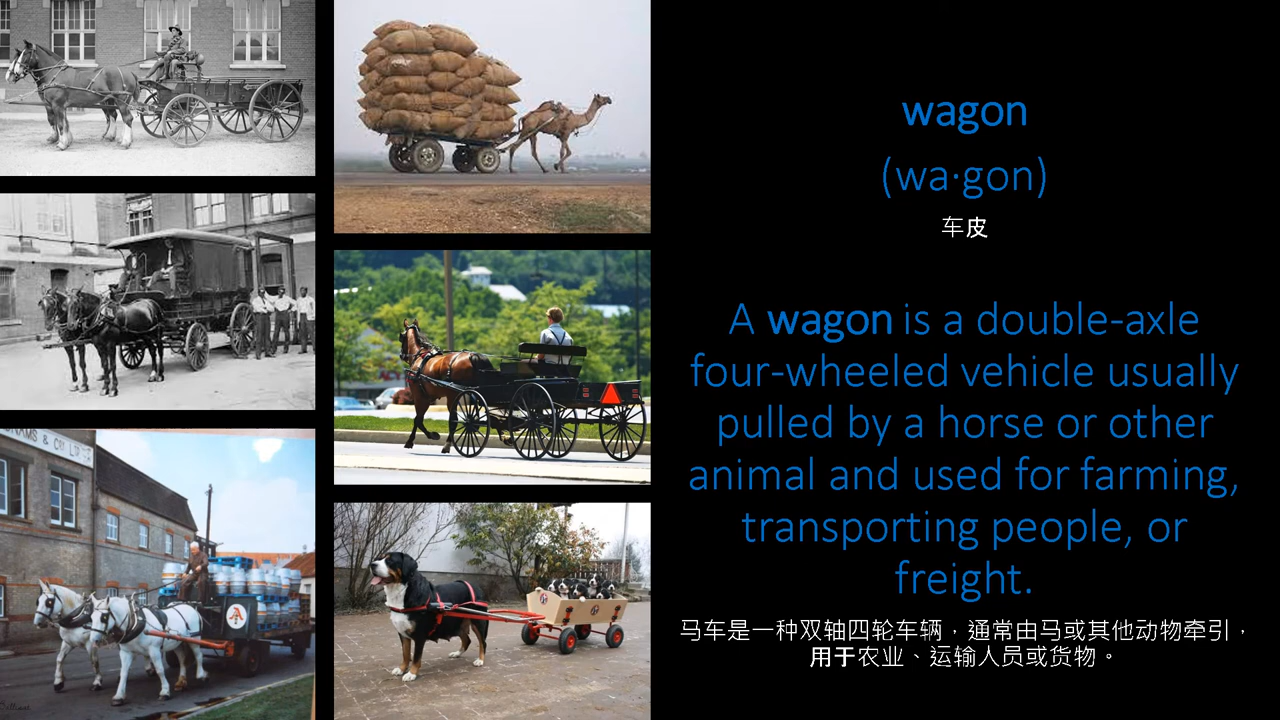 wagon
(wa·gon)
车皮
A wagon is a double-axle
four-wheeled vehicle usually
pulled by a horse or other
animal and used for farming,
transporting people, or
freight.
马车是一种双轴四轮车辆，通常由马或其他动物牵引，
用于农业、运输人员或货物。
A